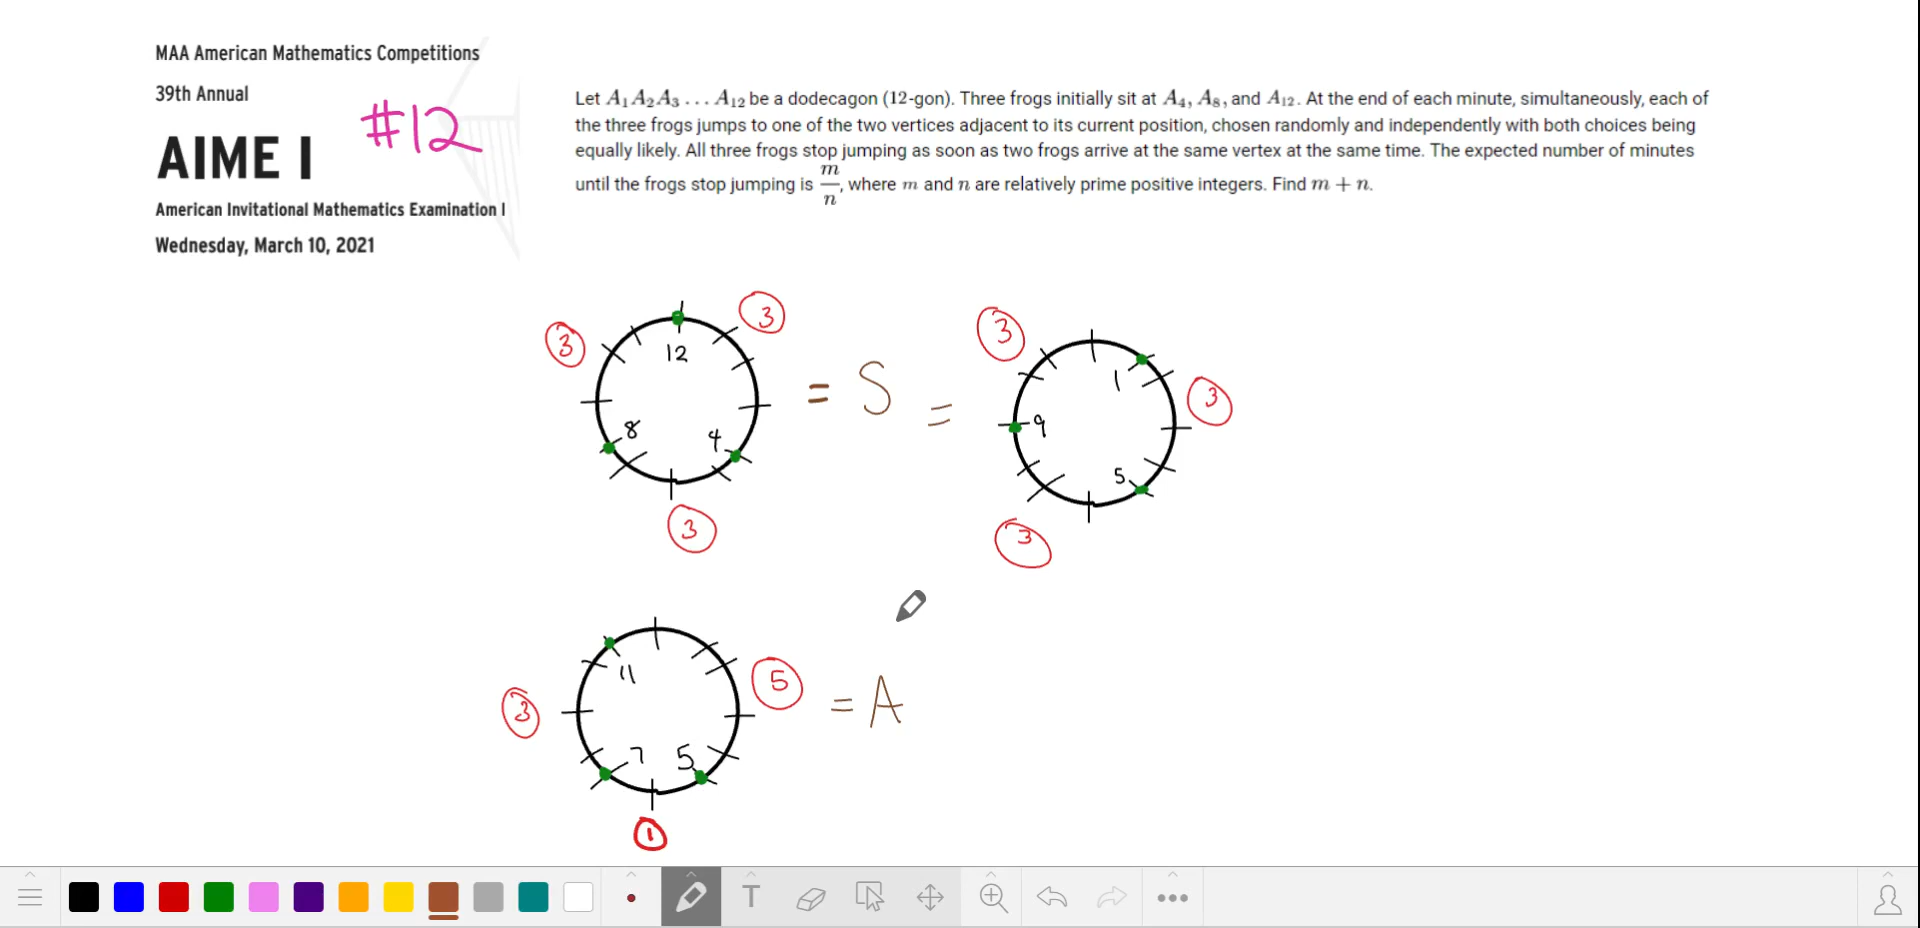 MAA American Mathematics Competitions
39th Annual
AIME I
#12
American Invitational Mathematics Examination I
Wednesday, March 10, 2021
Let A₁A₂A₃...A₁₂ be a dodecagon (12-gon). Three frogs initially sit at A₄, A₈, and A₁₂. At the end of each minute, simultaneously, each of
the three frogs jumps to one of the two vertices adjacent to its current position, chosen randomly and independently with both choices being
equally likely. All three frogs stop jumping as soon as two frogs arrive at the same vertex at the same time. The expected number of minutes
until the frogs stop jumping is m/n, where m and n are relatively prime positive integers. Find m + n.
3 3
12
8 4
3
= S =
3
1
3
9
5
3
11
3 5
7 5
1
= A
T